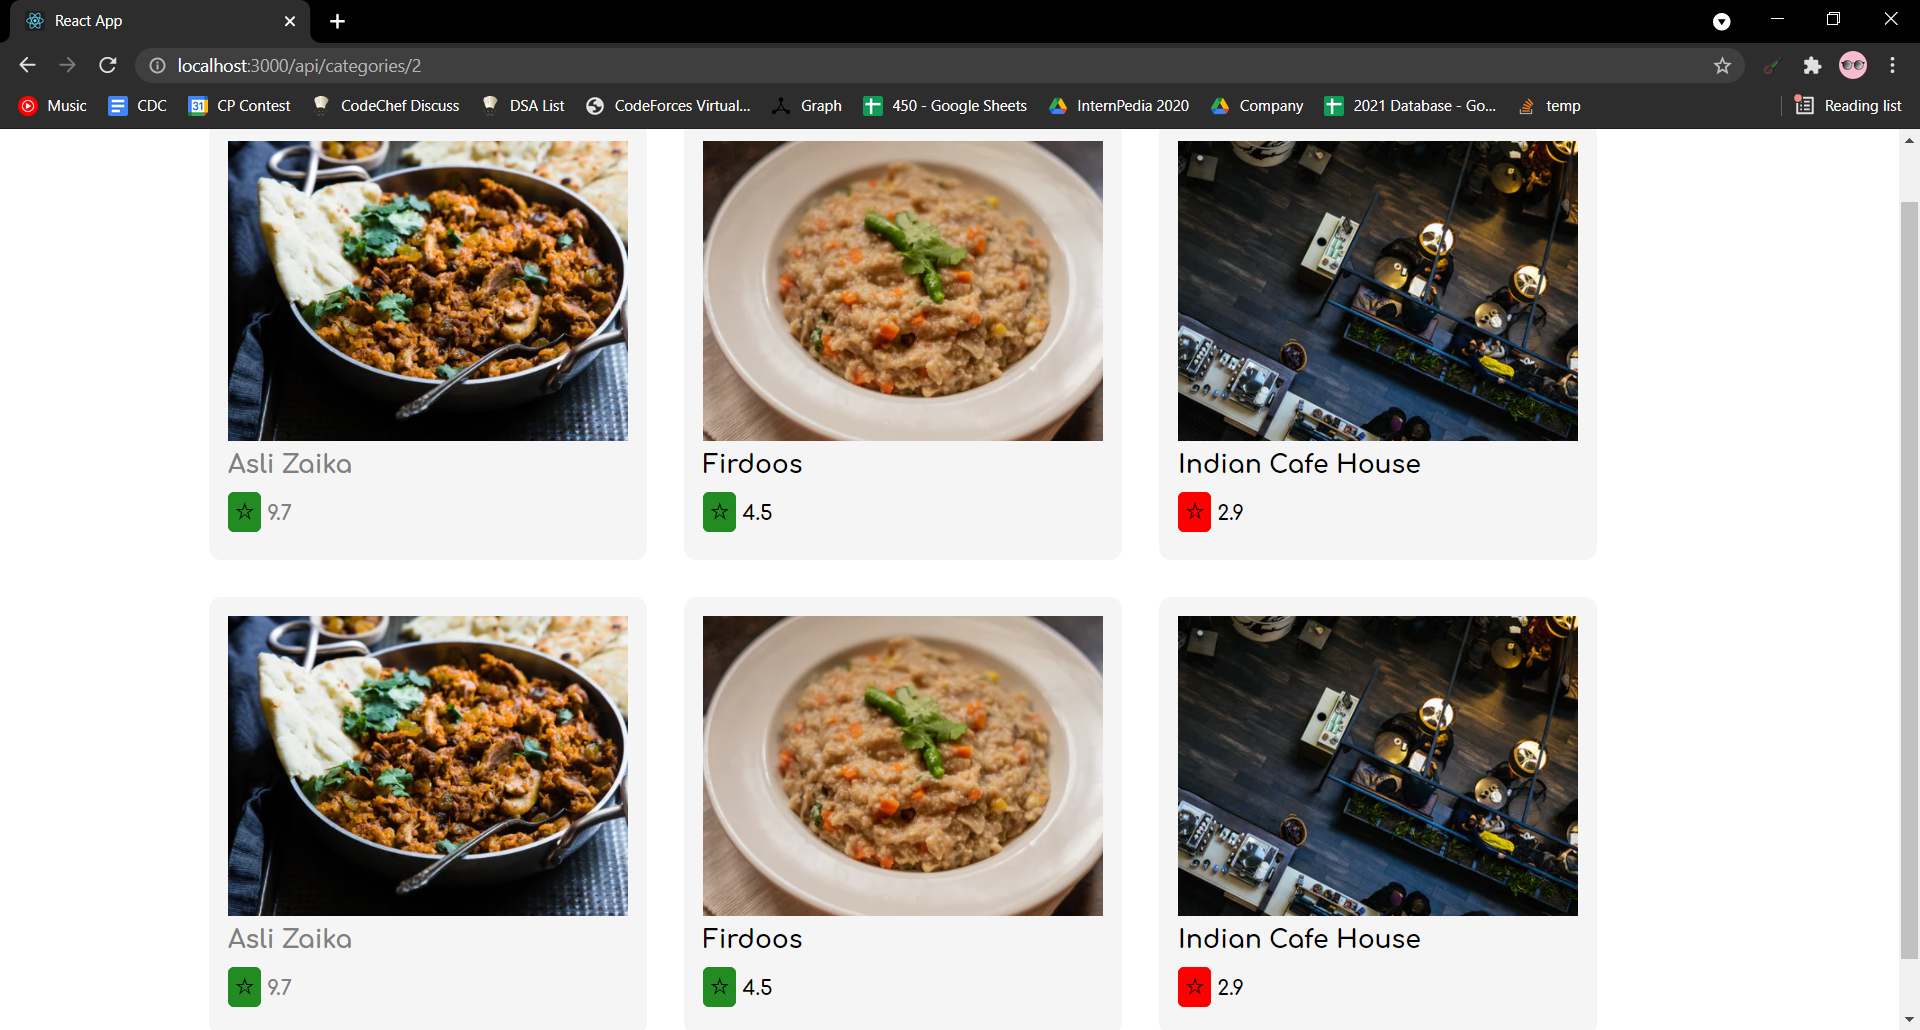 React App
localhost:3000/api/categories/2
Music CDC 31 CP Contest CodeChef Discuss DSA List CodeForces Virtual... Graph 450 - Google Sheets InternPedia 2020 Company 2021 Database - Go... temp Reading list
Asli Zaika Firdoos Indian Cafe House
☆ 9.7 ☆ 4.5 ☆ 2.9
Asli Zaika Firdoos Indian Cafe House
☆ 9.7 ☆ 4.5 ☆ 2.9